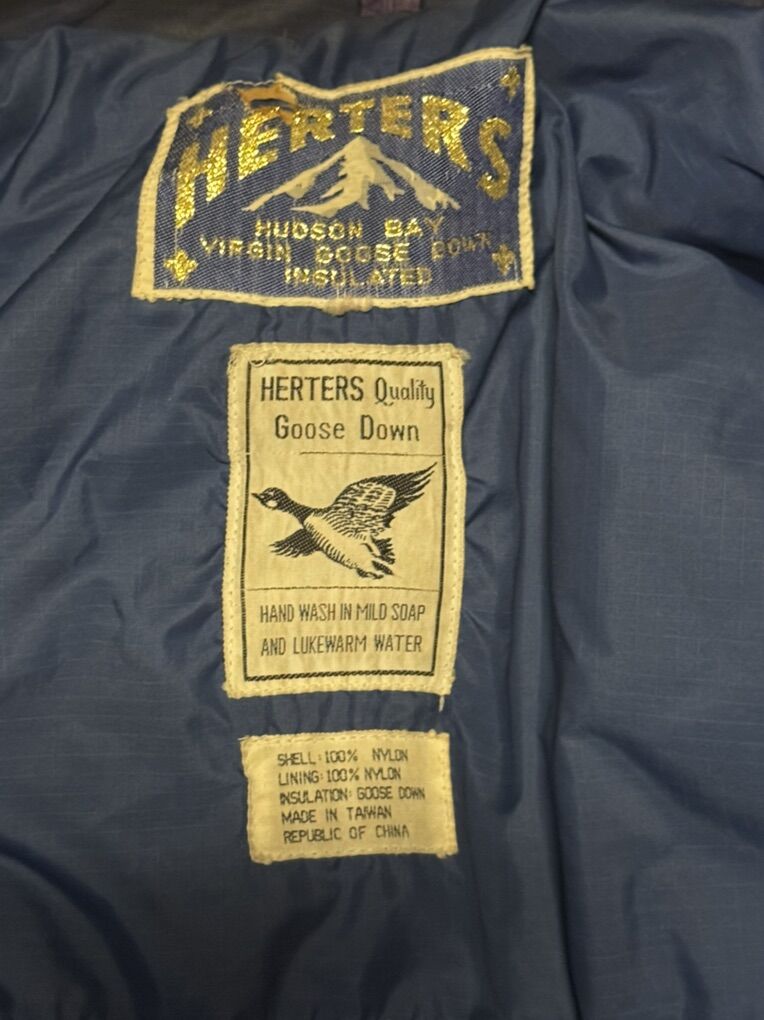 HERTERS
HUDSON BAY
VIRGIN GOOSE DOWN
INSULATED
HERTERS Quality
Goose Down
HAND WASH IN MILD SOAP
AND LUKEWARM WATER
SHELL: 100% NYLON
LINING: 100% NYLON
INSULATION: GOOSE DOWN
MADE IN TAIWAN
REPUBLIC OF CHINA